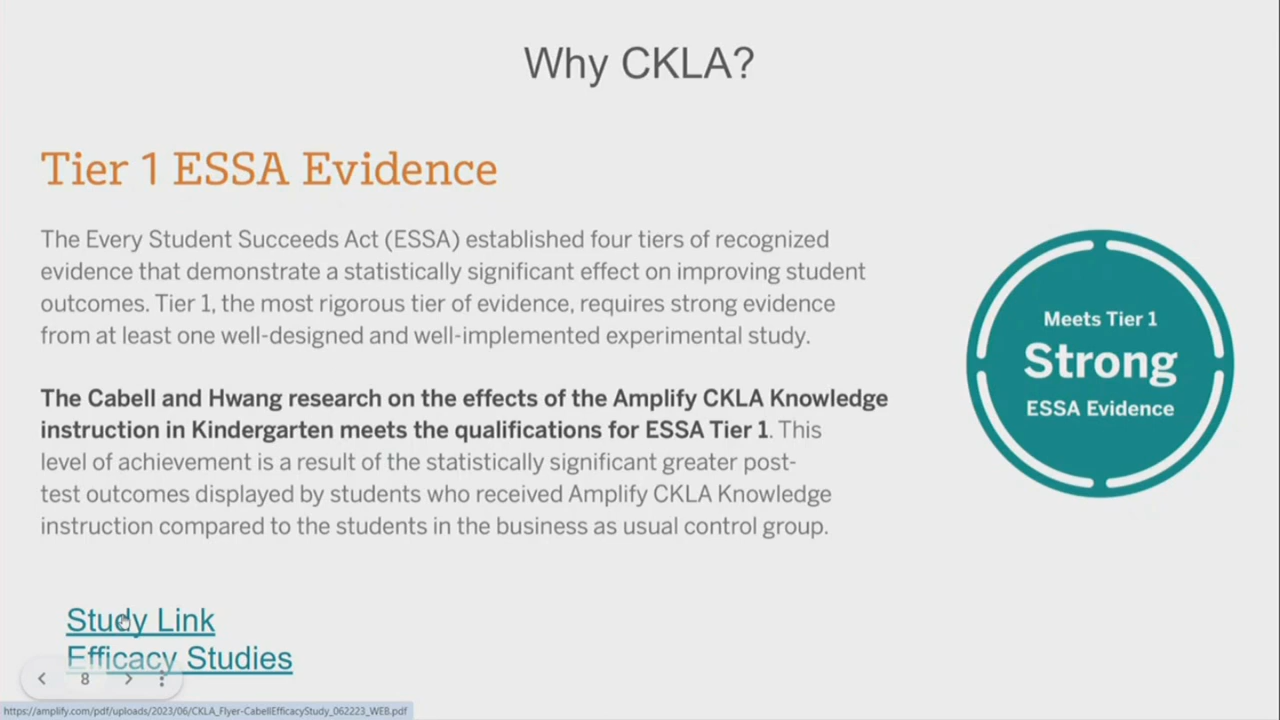 Why CKLA?
Tier 1 ESSA Evidence
The Every Student Succeeds Act (ESSA) established four tiers of recognized
evidence that demonstrate a statistically significant effect on improving student
outcomes. Tier 1, the most rigorous tier of evidence, requires strong evidence
from at least one well-designed and well-implemented experimental study.
The Cabell and Hwang research on the effects of the Amplify CKLA Knowledge
instruction in Kindergarten meets the qualifications for ESSA Tier 1. This
level of achievement is a result of the statistically significant greater post-
test outcomes displayed by students who received Amplify CKLA Knowledge
instruction compared to the students in the business as usual control group.
Meets Tier 1
Strong
ESSA Evidence
Study Link
Efficacy Studies
8
https://amplify.com/pdf/uploads/2023/06/CKLA_Flyer-CabellEfficacyStudy_062223_WEB.pdf